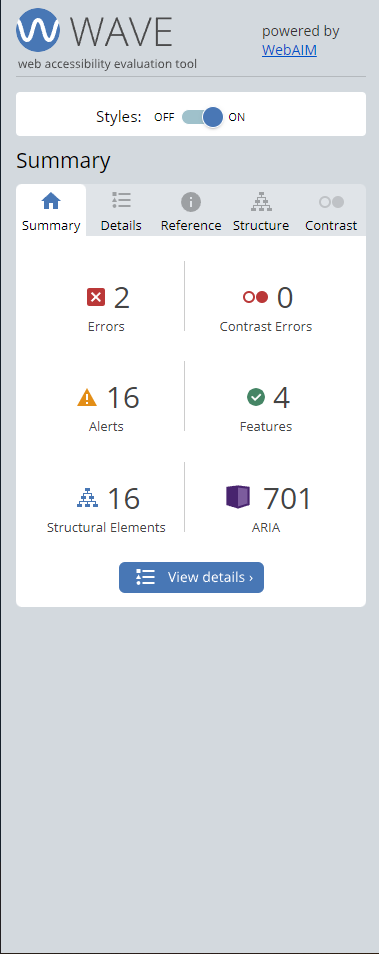 WAVE
powered by
WebAIM
web accessibility evaluation tool
Styles: OFF ON
Summary
Summary Details Reference Structure Contrast
2 0
Errors Contrast Errors
16 4
Alerts Features
16 701
Structural Elements ARIA
View details ›